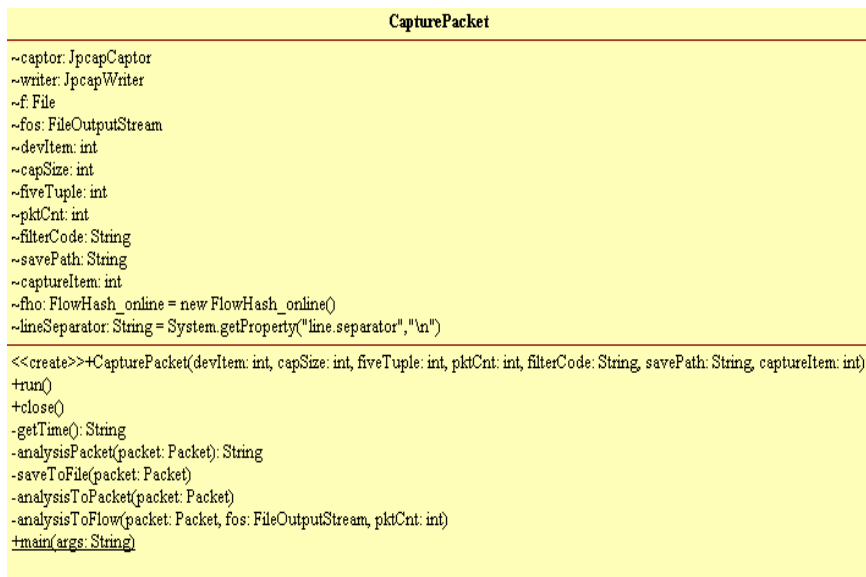 CapturePacket
~captor: JpcapCaptor
~writer: JpcapWriter
~f: File
~fos: FileOutputStream
~devItem: int
~capSize: int
~fiveTuple: int
~pktCnt: int
~filterCode: String
~savePath: String
~captureItem: int
~fho: FlowHash_online = new FlowHash_online()
~lineSeparator: String = System.getProperty("line.separator","\n")
<<create>>+CapturePacket(devItem: int, capSize: int, fiveTuple: int, pktCnt: int, filterCode: String, savePath: String, captureItem: int)
+run()
+close()
-getTime(): String
-analysisPacket(packet: Packet): String
-saveToFile(packet: Packet)
-analysisToPacket(packet: Packet)
-analysisToFlow(packet: Packet, fos: FileOutputStream, pktCnt: int)
+main(args: String)